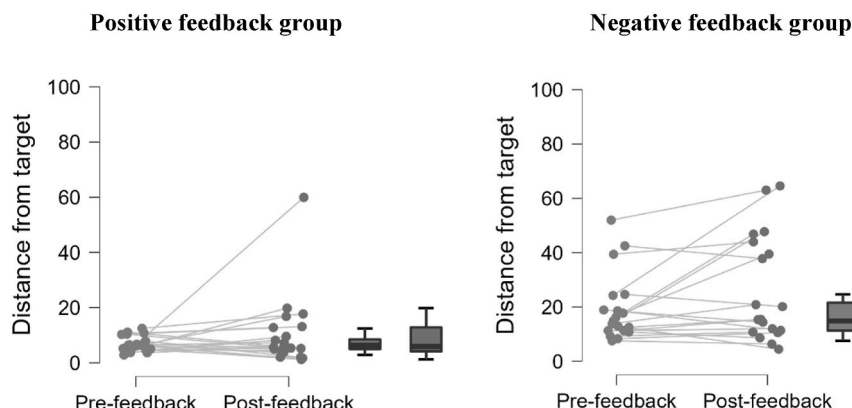 Positive feedback group
Negative feedback group
Distance from target
100
80
60
40
20
0
Pre-feedback
Post-feedback
Distance from target
100
80
60
40
20
0
Pre-feedback
Post-feedback